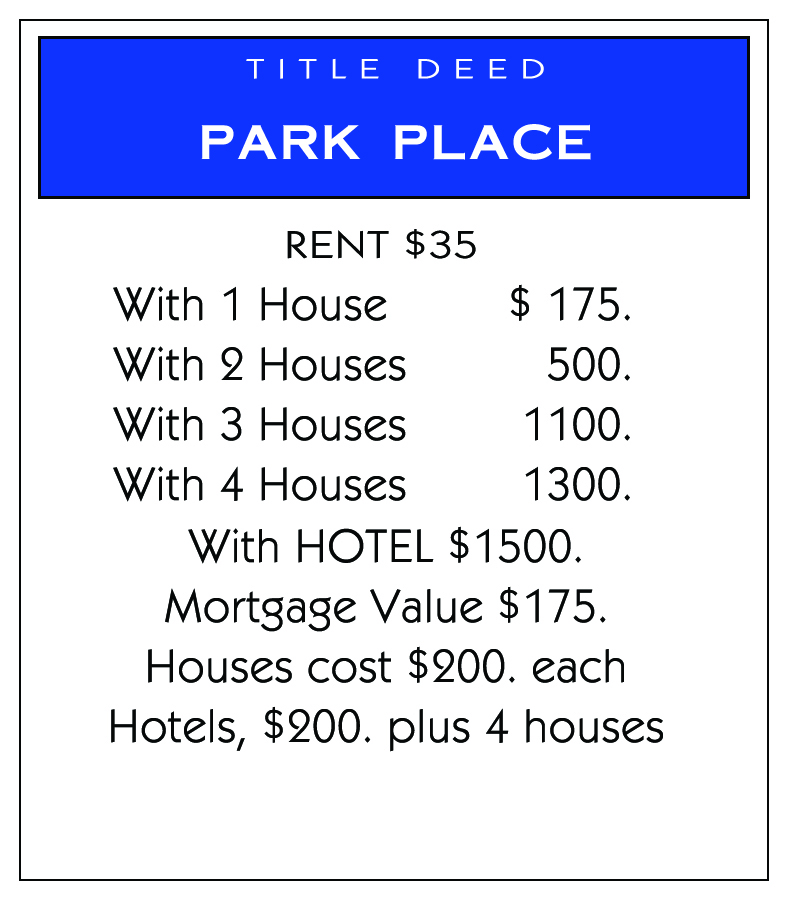 TITLE DEED
PARK PLACE
RENT $35
With 1 House $ 175.
With 2 Houses 500.
With 3 Houses 1100.
With 4 Houses 1300.
With HOTEL $1500.
Mortgage Value $175.
Houses cost $200. each
Hotels, $200. plus 4 houses